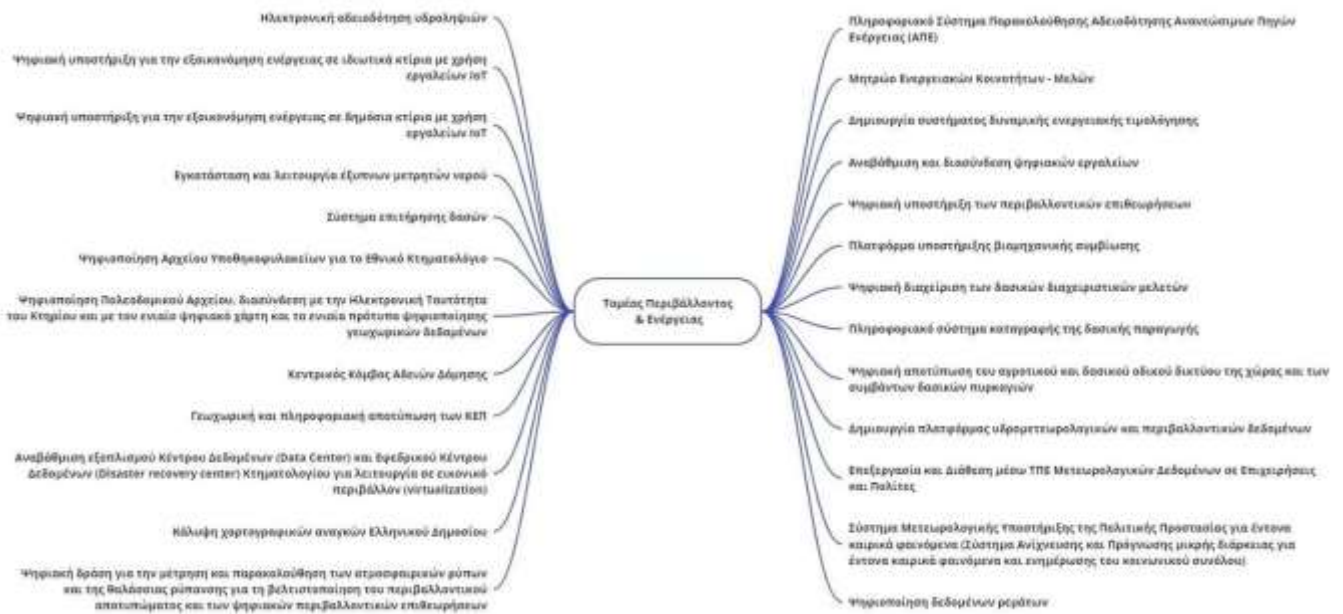 Ηλεκτρονική αδειοδότηση υδροληψιών
Ψηφιακή υποστήριξη για την εξοικονόμηση ενέργειας σε ιδιωτικά κτίρια με χρήση
εργαλείων IoT
Ψηφιακή υποστήριξη για την εξοικονόμηση ενέργειας σε δημόσια κτίρια με χρήση
εργαλείων IoT
Εγκατάσταση και λειτουργία έξυπνων μετρητών νερού
Σύστημα επιτήρησης δασών
Ψηφιοποίηση Αρχείου Υποθηκοφυλακείων για το Εθνικό Κτηματολόγιο
Ψηφιοποίηση Πολεοδομικού Αρχείου, διασύνδεση με την Ηλεκτρονική Ταυτότητα
του Κτηρίου και με τον ενιαίο ψηφιακό χάρτη και τα ενιαία πρότυπα ψηφιοποίησης
γεωχωρικών δεδομένων
Κεντρικός Κόμβος Αδειών Δόμησης
Γεωχωρική και πληροφοριακή αποτύπωση των ΚΕΠ
Αναβάθμιση εξοπλισμού Κέντρου Δεδομένων (Data Center) και Εφεδρικού Κέντρου
Δεδομένων (Disaster recovery center) Κτηματολογίου για λειτουργία σε εικονικό
περιβάλλον (virtualization)
Κάλυψη χαρτογραφικών αναγκών Ελληνικού Δημοσίου
Ψηφιακή δράση για την μέτρηση και παρακολούθηση των ατμοσφαιρικών ρύπων
και της θαλάσσιας ρύπανσης για τη βελτιστοποίηση του περιβαλλοντικού
αποτυπώματος και των ψηφιακών περιβαλλοντικών επιθεωρήσεων
Τομέας Περιβάλλοντος
& Ενέργειας
Πληροφοριακό Σύστημα Παρακολούθησης Αδειοδότησης Ανανεώσιμων Πηγών
Ενέργειας (ΑΠΕ)
Μητρώο Ενεργειακών Κοινοτήτων - Μελών
Δημιουργία συστήματος δυναμικής ενεργειακής τιμολόγησης
Αναβάθμιση και διασύνδεση ψηφιακών εργαλείων
Ψηφιακή υποστήριξη των περιβαλλοντικών επιθεωρήσεων
Πλατφόρμα υποστήριξης βιομηχανικής συμβίωσης
Ψηφιακή διαχείριση των δασικών διαχειριστικών μελετών
Πληροφοριακό σύστημα καταγραφής της δασικής παραγωγής
Ψηφιακή αποτύπωση του αγροτικού και δασικού οδικού δικτύου της χώρας και των
συμβάντων δασικών πυρκαγιών
Δημιουργία πλατφόρμας υδρομετεωρολογικών και περιβαλλοντικών δεδομένων
Επεξεργασία και Διάθεση μέσω ΤΠΕ Μετεωρολογικών Δεδομένων σε Επιχειρήσεις
και Πολίτες
Σύστημα Μετεωρολογικής Υποστήριξης της Πολιτικής Προστασίας για έντονα
καιρικά φαινόμενα (Σύστημα Ανίχνευσης και Πρόγνωσης μικρής διάρκειας για
έντονα καιρικά φαινόμενα και ενημέρωσης του κοινωνικού συνόλου)
Ψηφιοποίηση δεδομένων ρεμάτων